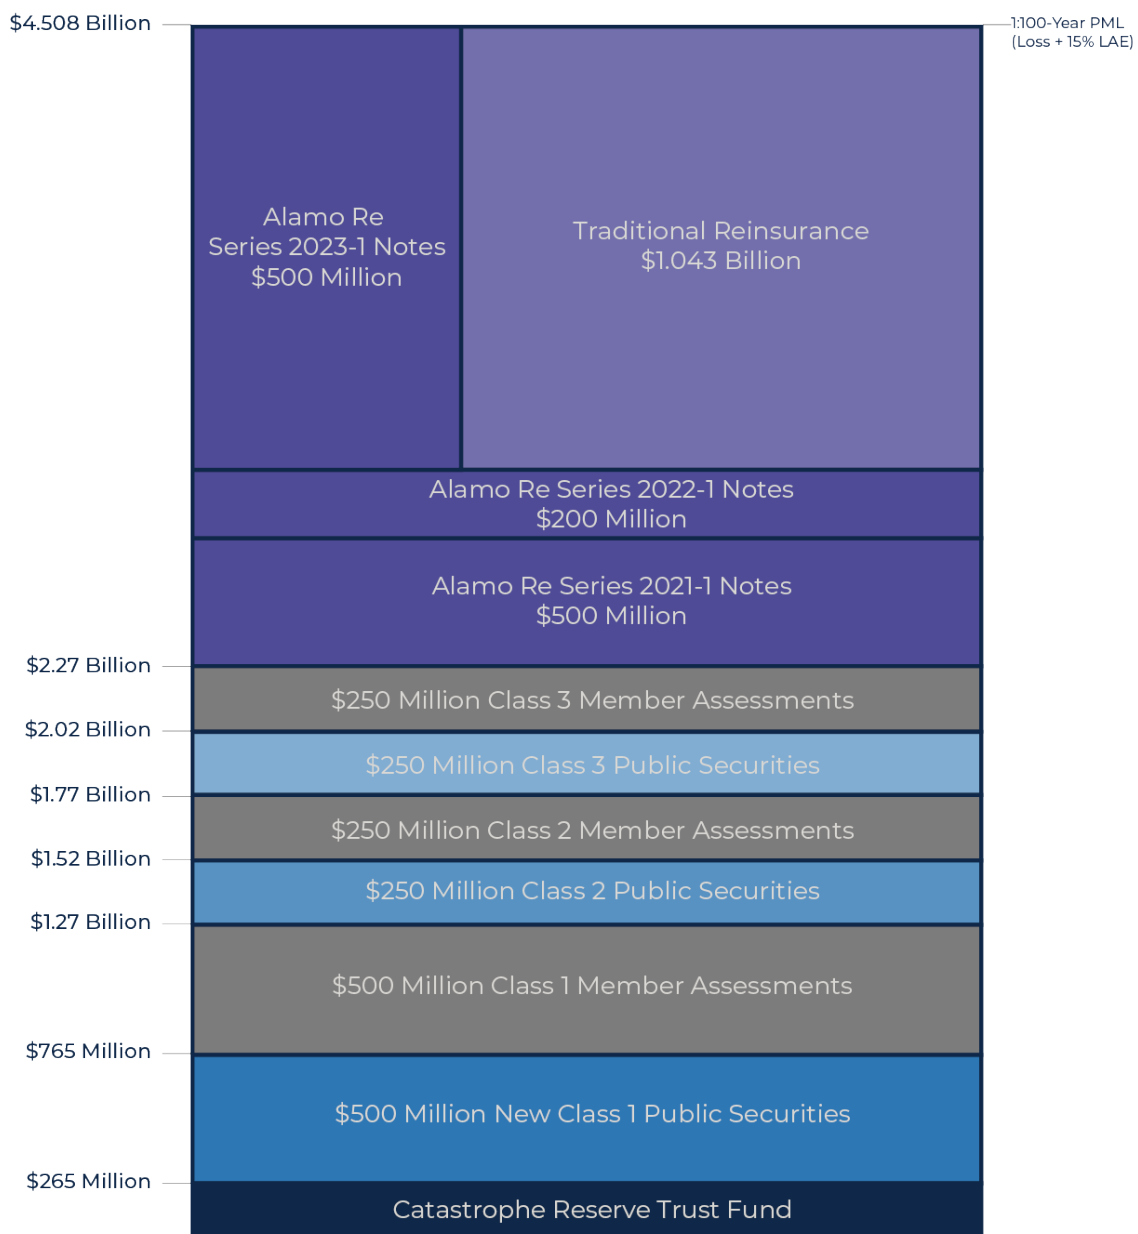 $4.508 Billion
1:100-Year PML
(Loss + 15% LAE)
Alamo Re
Series 2023-1 Notes
$500 Million
Traditional Reinsurance
$1.043 Billion
Alamo Re Series 2022-1 Notes
$200 Million
Alamo Re Series 2021-1 Notes
$500 Million
$2.27 Billion
$250 Million Class 3 Member Assessments
$2.02 Billion
$250 Million Class 3 Public Securities
$1.77 Billion
$250 Million Class 2 Member Assessments
$1.52 Billion
$250 Million Class 2 Public Securities
$1.27 Billion
$500 Million Class 1 Member Assessments
$765 Million
$500 Million New Class 1 Public Securities
$265 Million
Catastrophe Reserve Trust Fund